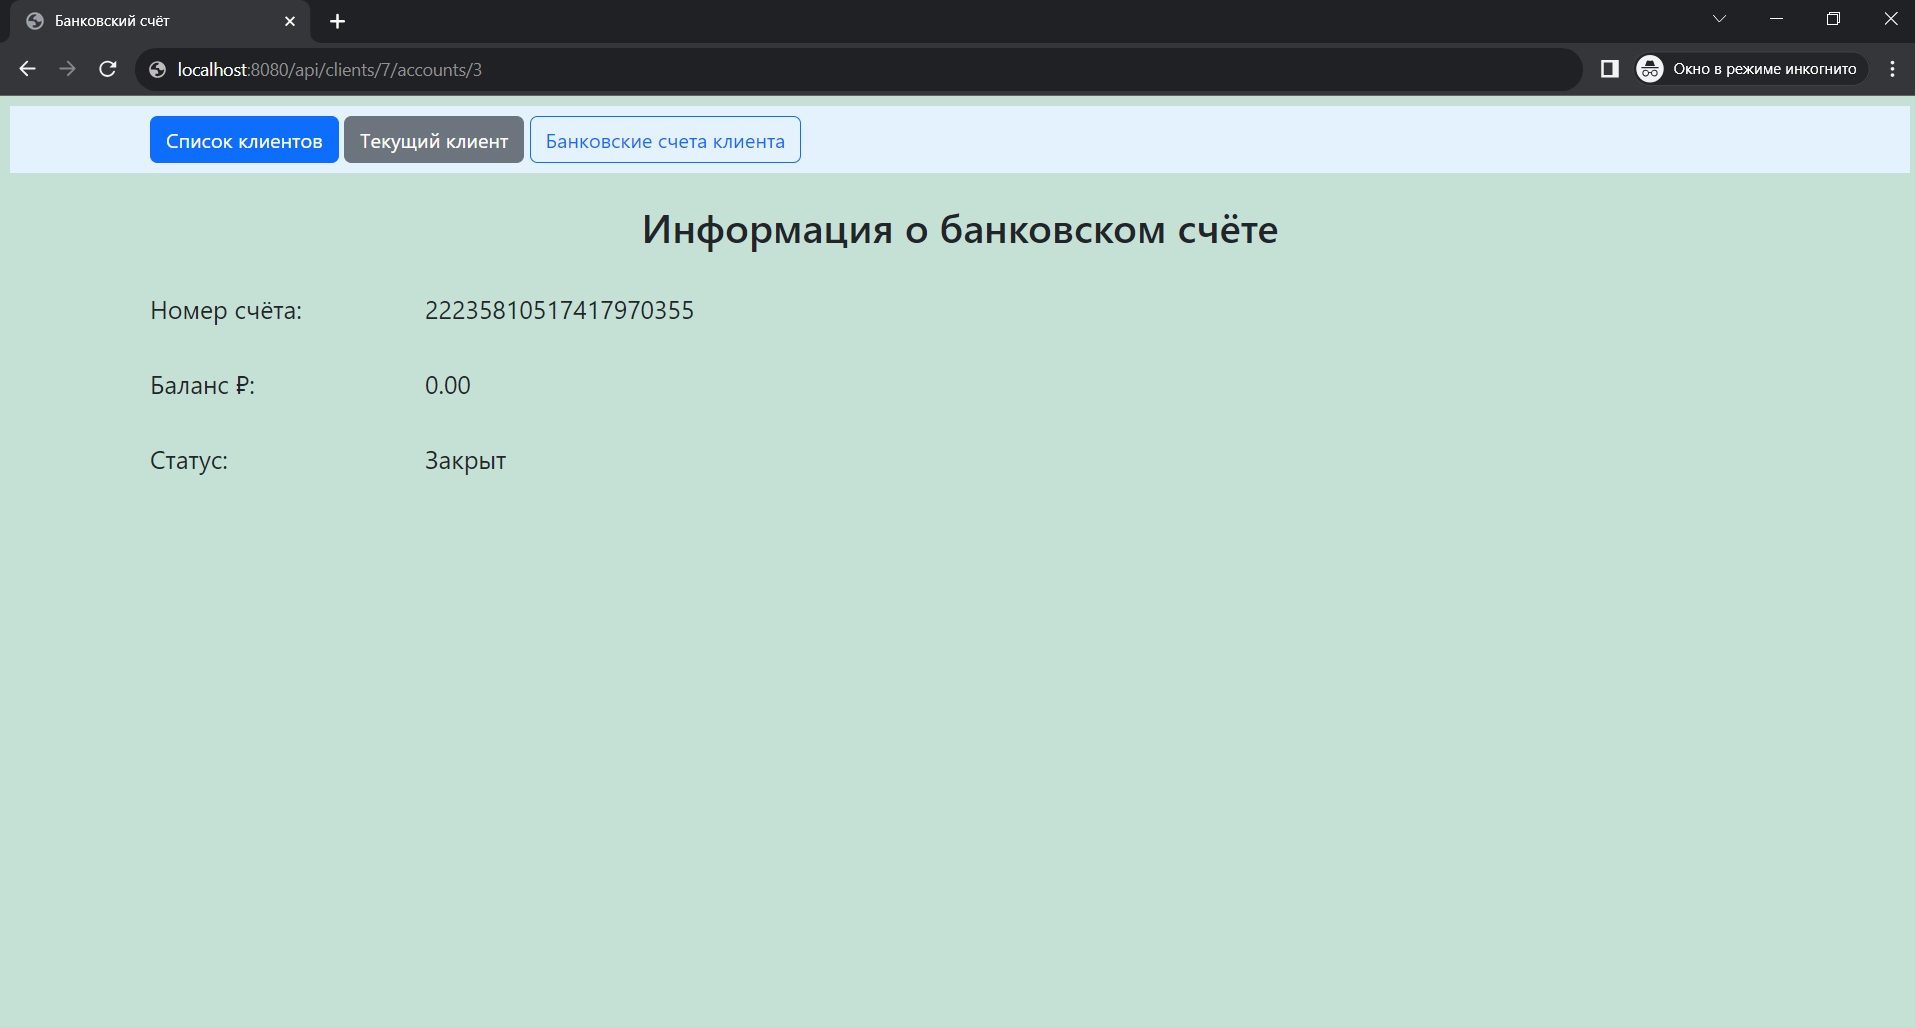 Банковский счёт
localhost:8080/api/clients/7/accounts/3
Окно в режиме инкогнито
Список клиентов Текущий клиент Банковские счета клиента
Информация о банковском счёте
Номер счёта: 22235810517417970355
Баланс ₽: 0.00
Статус: Закрыт